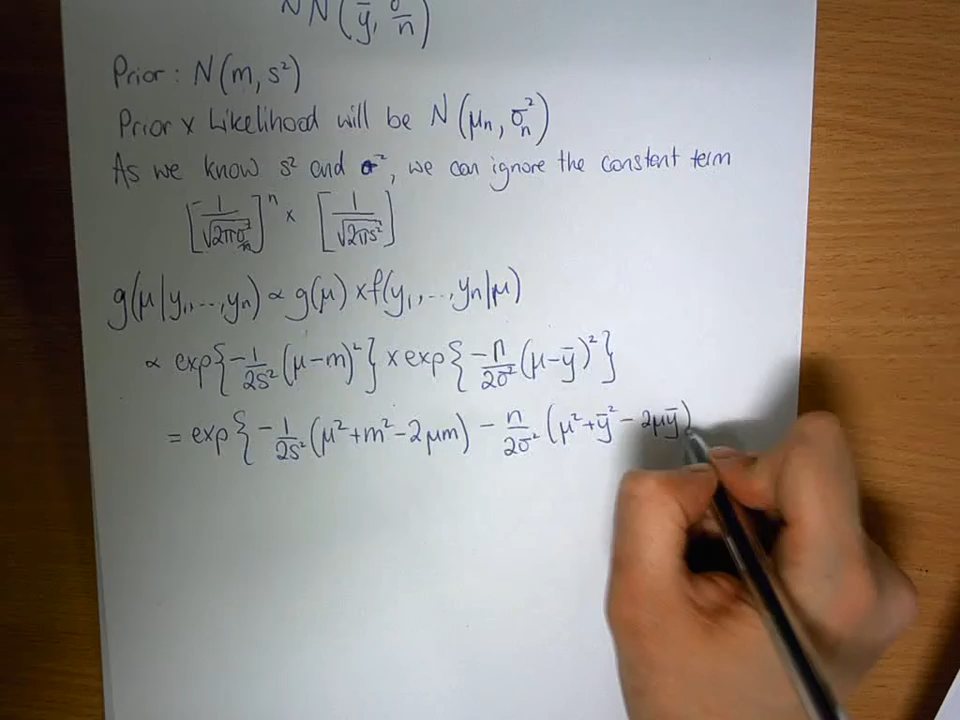 ~ N(ȳ, σ²/n)
Prior: N(m, s²)
Prior x Likelihood will be N(μn, σn²)
As we know s² and σ², we can ignore the constant term
[1/√2πσ²]ⁿ x [1/√2πs²]
g(μ|y₁,...,yn) ∝ g(μ) x f(y₁,...,yn|μ)
∝ exp{-1/2s² (μ-m)²} x exp{-n/2σ² (μ-ȳ)²}
= exp{-1/2s² (μ²+m²-2μm) - n/2σ² (μ²+ȳ²-2μȳ)